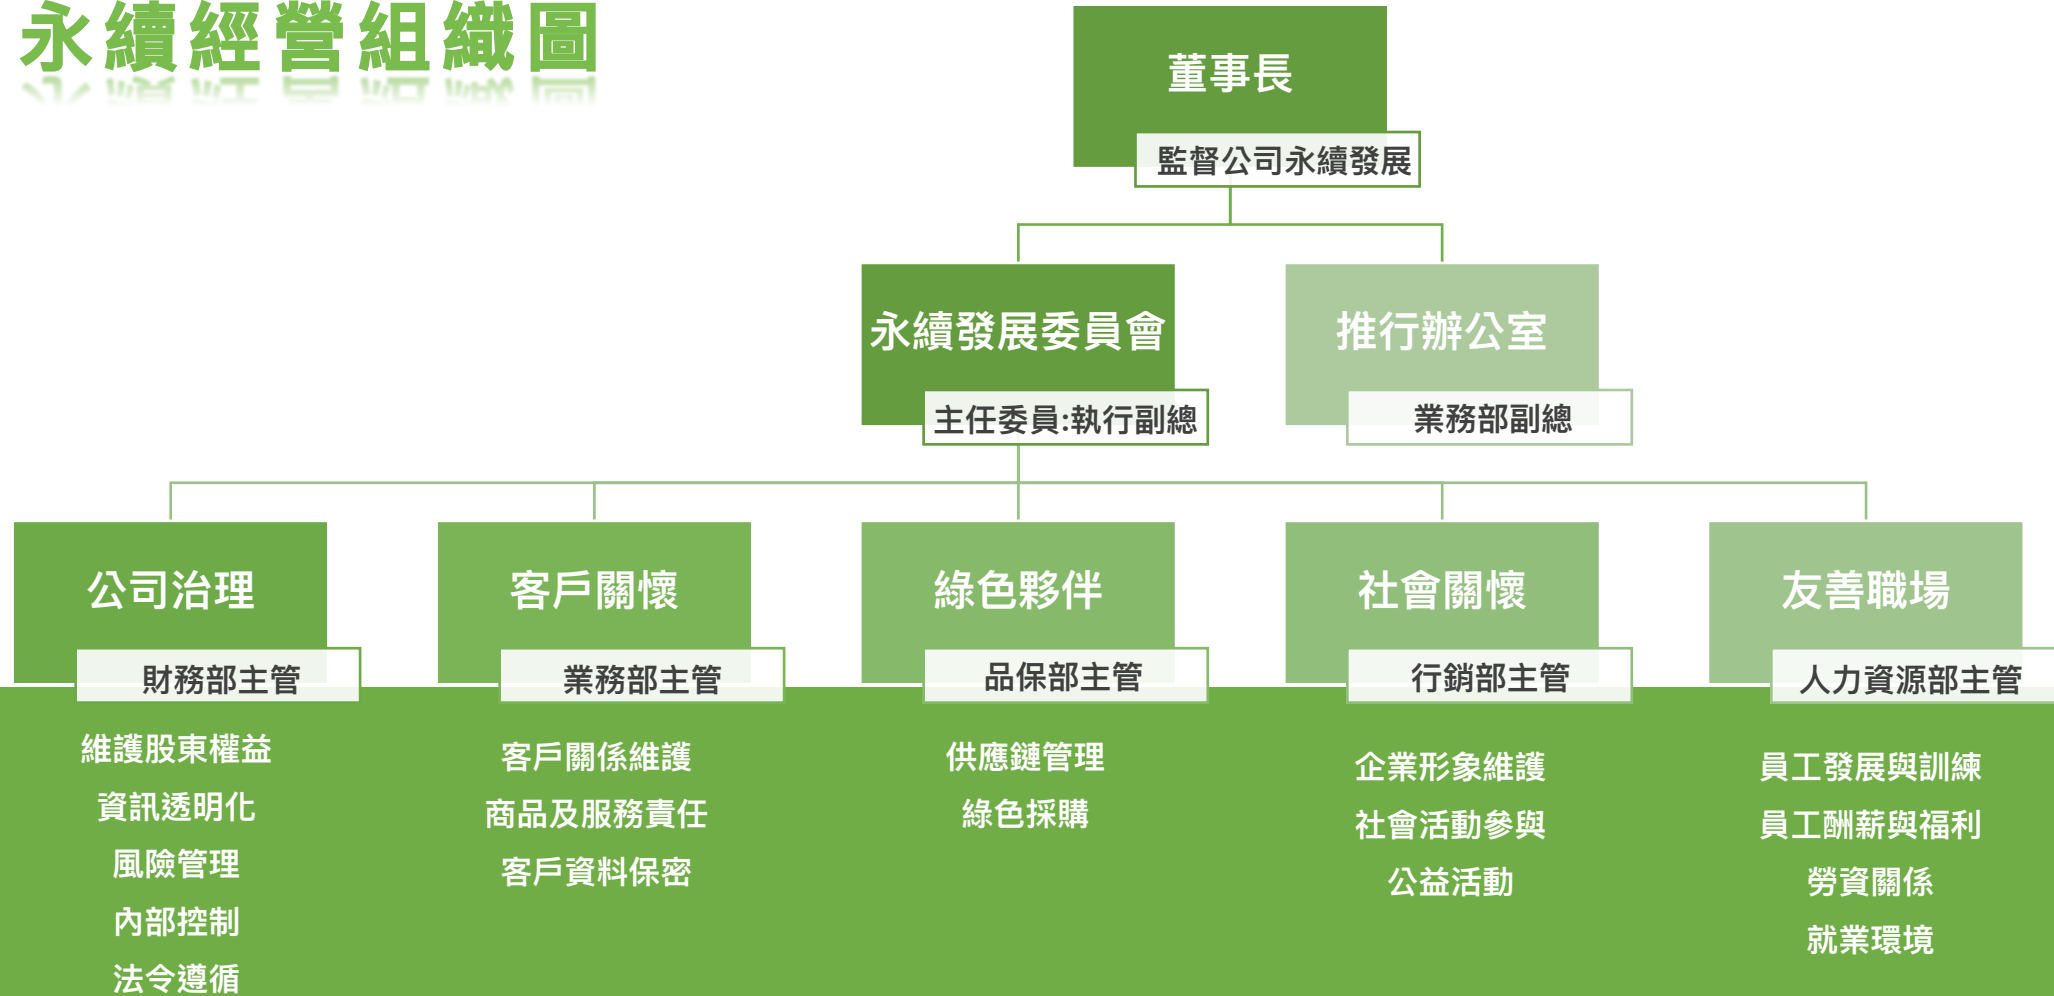 永續經營組織圖
董事長
監督公司永續發展
永續發展委員會
主任委員:執行副總
推行辦公室
業務部副總
公司治理
財務部主管
維護股東權益
資訊透明化
風險管理
內部控制
法令遵循
客戶關懷
業務部主管
客戶關係維護
商品及服務責任
客戶資料保密
綠色夥伴
品保部主管
供應鏈管理
綠色採購
社會關懷
行銷部主管
企業形象維護
社會活動參與
公益活動
友善職場
人力資源部主管
員工發展與訓練
員工酬薪與福利
勞資關係
就業環境